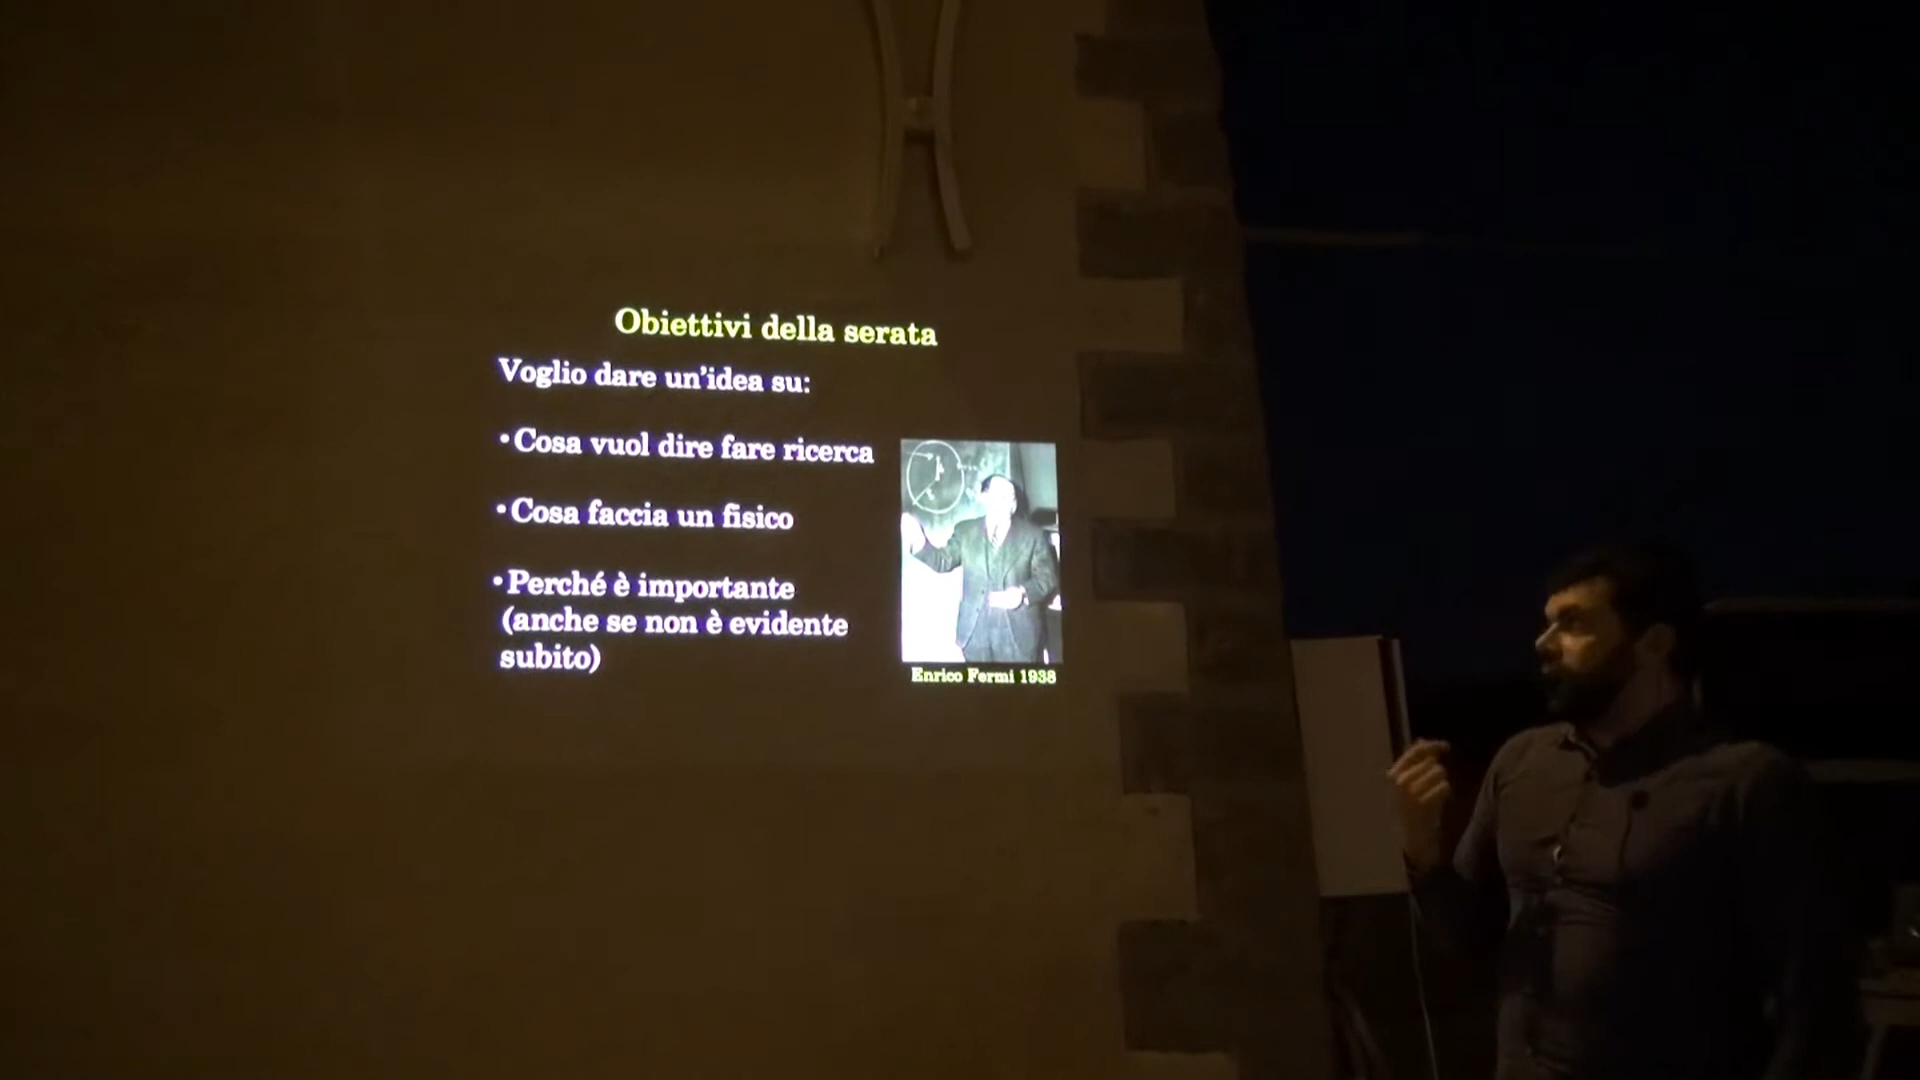 Obiettivi della serata
Voglio dare un'idea su:
•Cosa vuol dire fare ricerca
•Cosa faccia un fisico
•Perché è importante
(anche se non è evidente
subito)
Enrico Fermi 1938